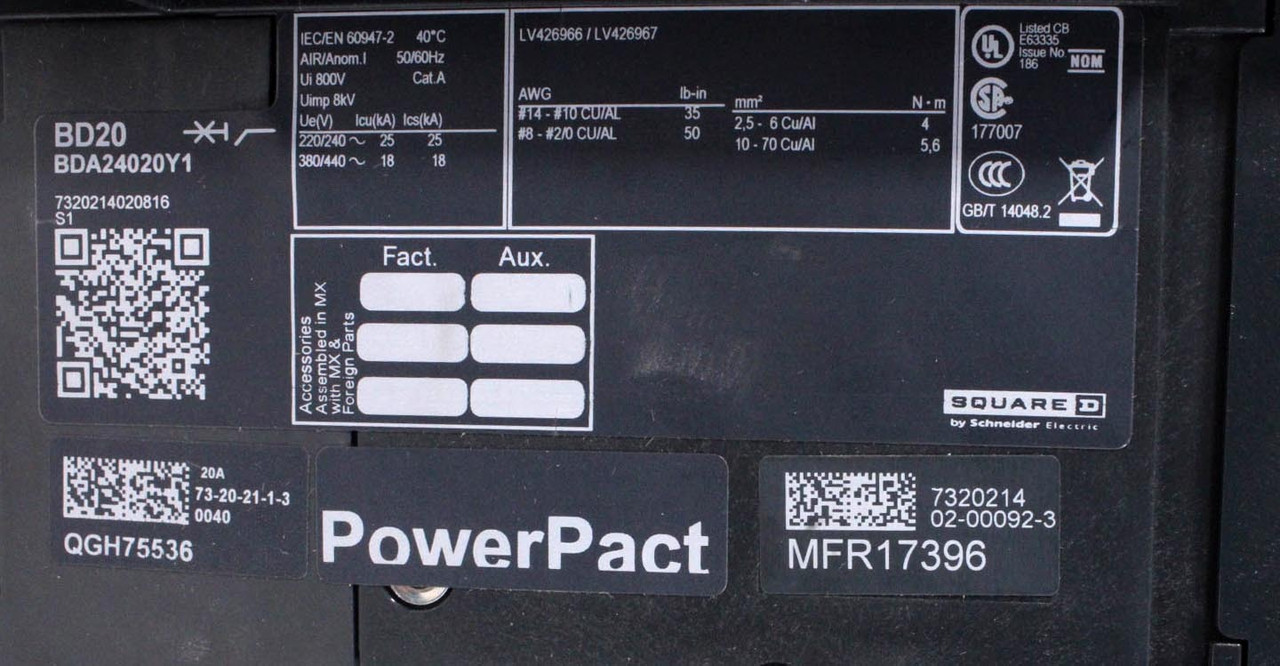 IEC/EN 60947-2 40°C
AIR/Anom.I 50/60Hz
Ui 800V Cat.A
Uimp 8kV
Ue(V) Icu(kA) Ics(kA)
220/240 ~ 25 25
380/440 ~ 18 18
LV426966 / LV426967
AWG lb-in
#14 - #10 CU/AL 35
#8 - #2/0 CU/AL 50
mm² N · m
2,5 - 6 Cu/Al 4
10 - 70 Cu/Al 5,6
UL
Listed CB
E63335
Issue No
186
NOM
SP
177007
CCC
GB/T 14048.2
BD20
BDA24020Y1
7320214020816
S1
Fact. Aux.
Accessories
Assembled in MX
with MX &
Foreign Parts
SQUARE D
by Schneider Electric
20A
73-20-21-1-3
0040
QGH75536
PowerPact
7320214
02-00092-3
MFR17396